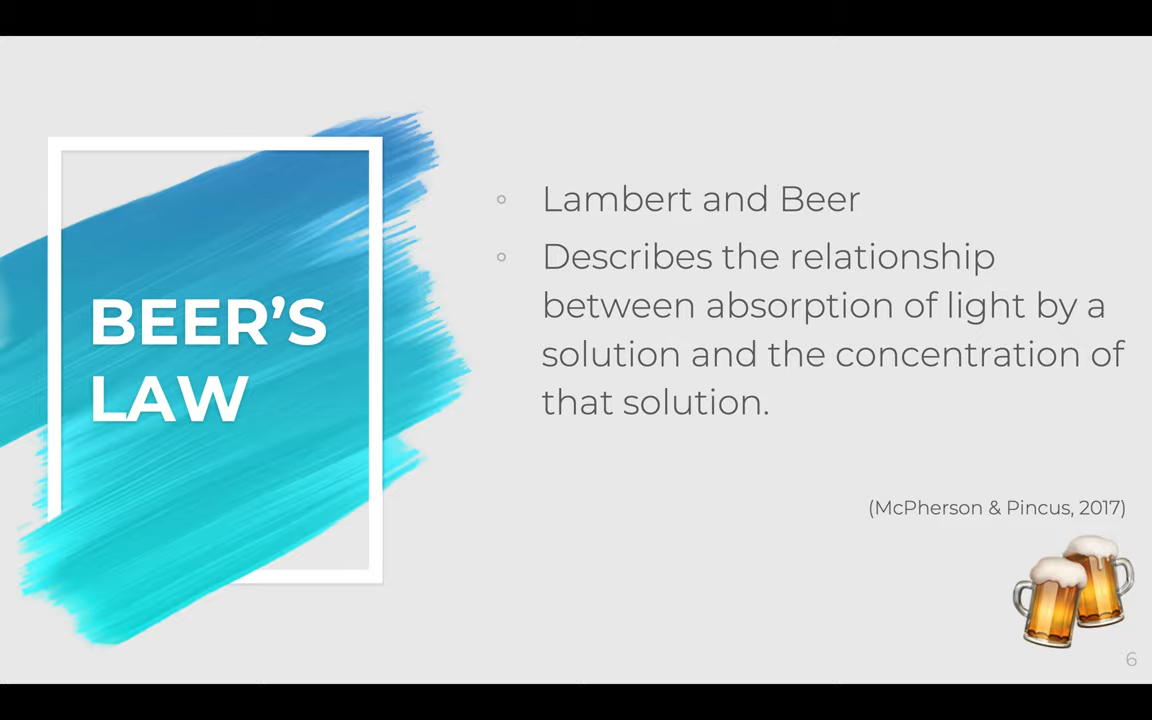 BEER'S
LAW
◦ Lambert and Beer
◦ Describes the relationship
between absorption of light by a
solution and the concentration of
that solution.
(McPherson & Pincus, 2017)
6